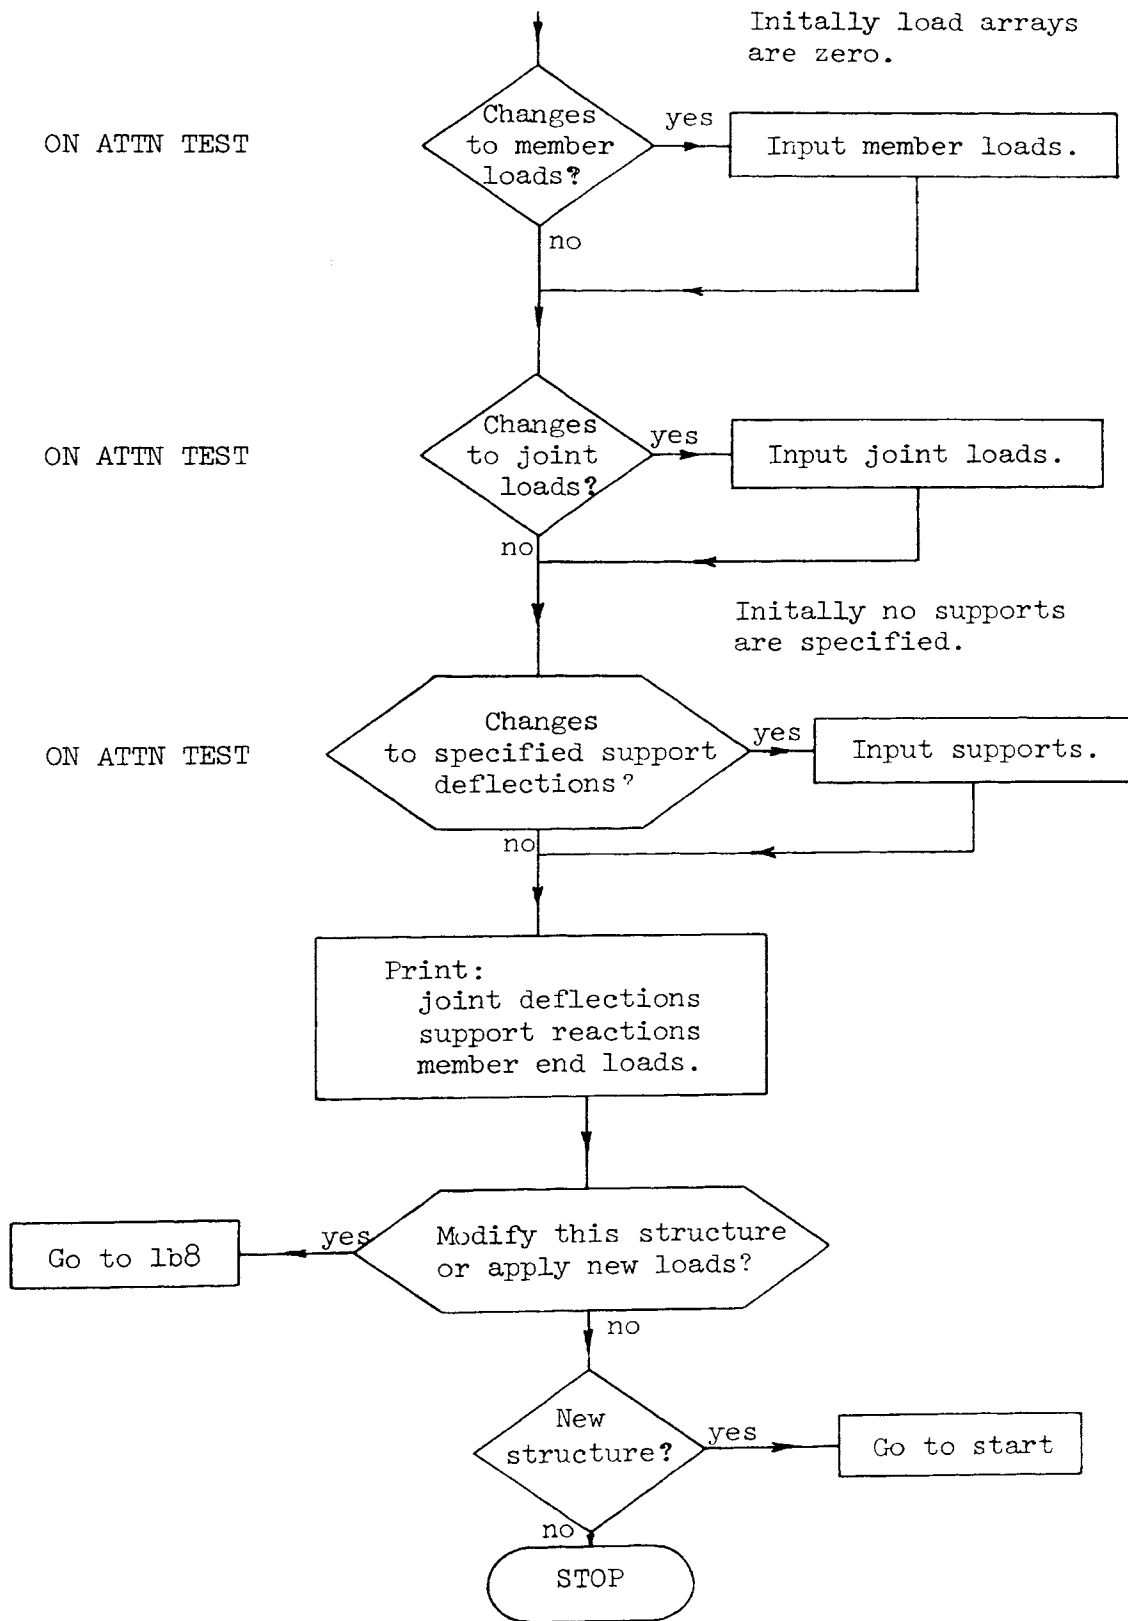 Initally load arrays
are zero.
ON ATTN TEST
Changes
to member
loads?
yes
Input member loads.
no
ON ATTN TEST
Changes
to joint
loads?
yes
Input joint loads.
no
Initally no supports
are specified.
ON ATTN TEST
Changes
to specified support
deflections?
yes
Input supports.
no
Print:
joint deflections
support reactions
member end loads.
Go to lb8
yes
Modify this structure
or apply new loads?
no
New
structure?
yes
Go to start
no
STOP